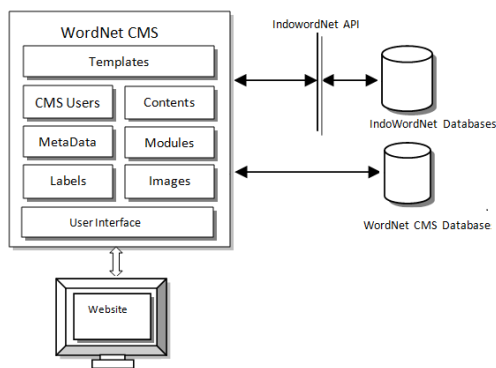 WordNet CMS
Templates
CMS Users
Contents
MetaData
Modules
Labels
Images
User Interface
Website
IndowordNet API
IndoWordNet Databases
WordNet CMS Database